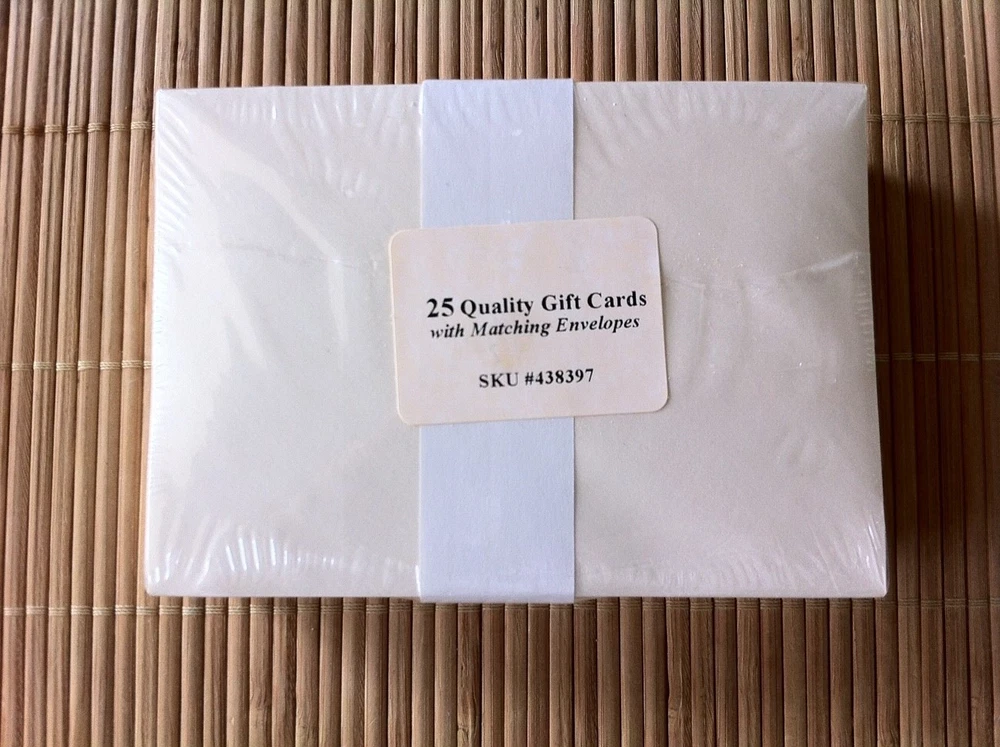 25 Quality Gift Cards
with Matching Envelopes
SKU #438397